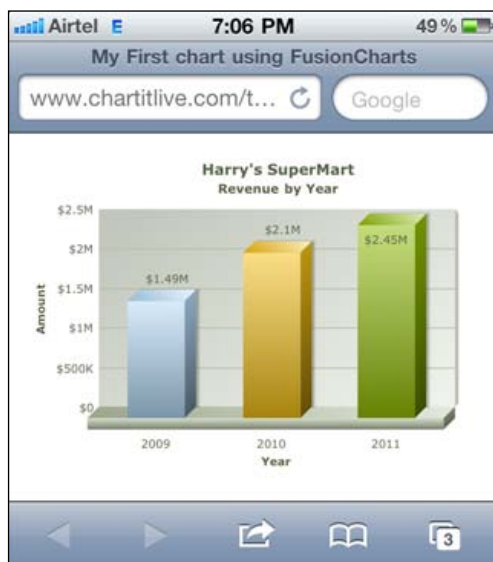 Airtel E 7:06 PM 49%
My First chart using FusionCharts
www.chartitlive.com/t... Google
Harry's SuperMart
Revenue by Year
$2.5M
$2M
$1.5M
$1M
$500K
$0
Amount
$1.49M
$2.1M
$2.45M
2009 2010 2011
Year
3